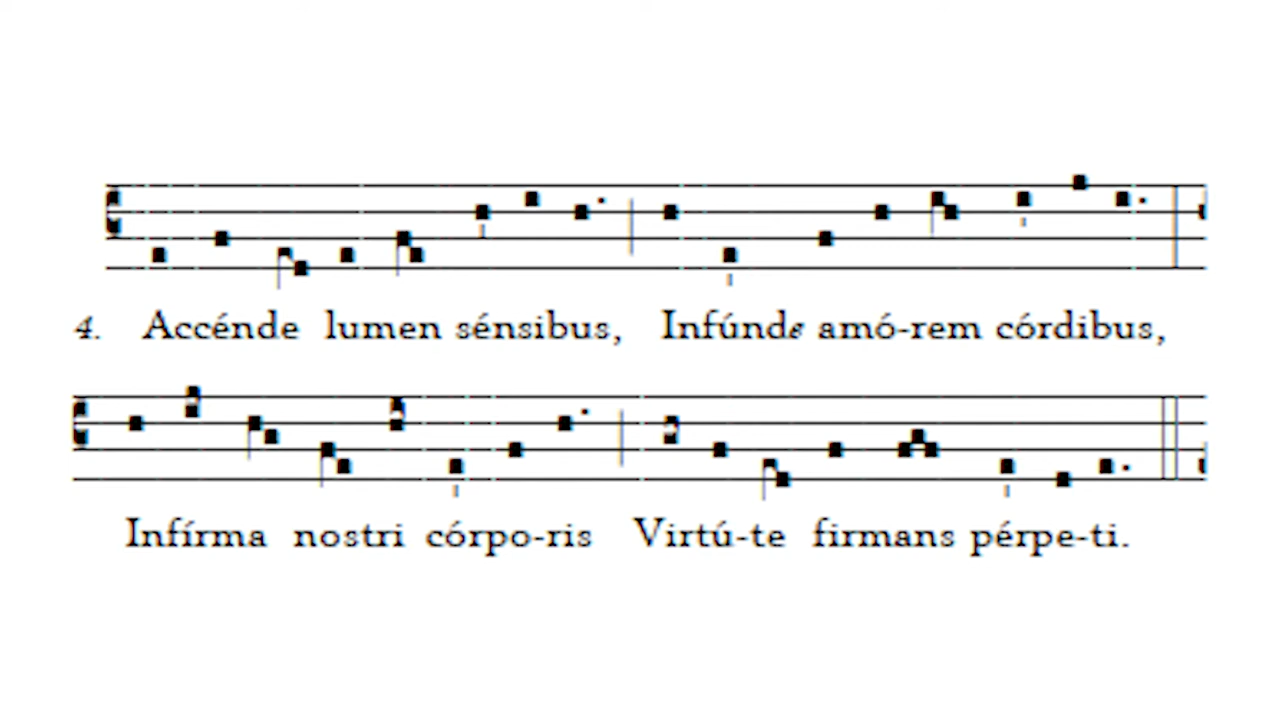 4. Accénde lumen sénsibus, Infúnde amó-rem córdibus,
Infírma nostri córpo-ris Virtú-te firmans pérpe-ti.